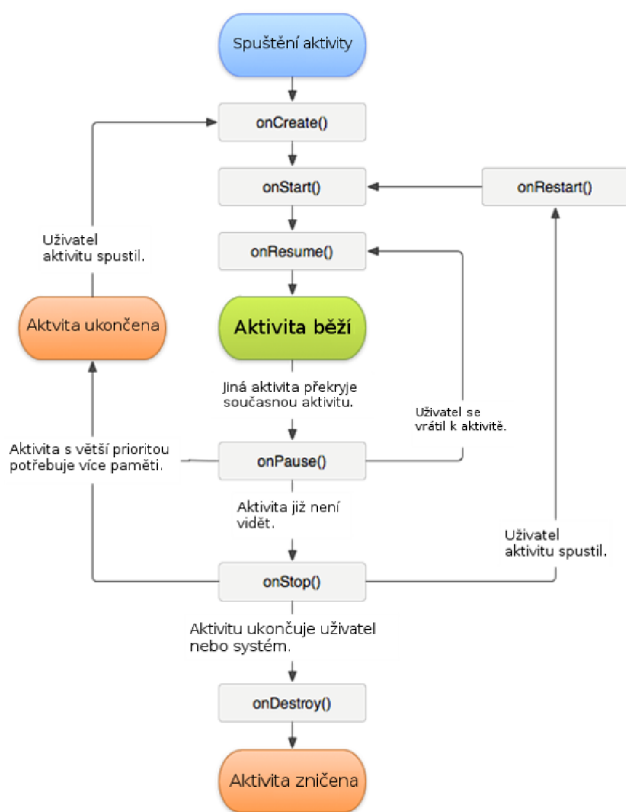 Spuštění aktivity
onCreate()
onStart()
onRestart()
onResume()
Uživatel
aktivitu spustil.
Aktvita ukončena
Aktivita běží
Jiná aktivita překryje
současnou aktivitu.
Uživatel se
vrátil k aktivitě.
Aktivita s větší prioritou
potřebuje více paměti.
onPause()
Aktivita již není
vidět.
Uživatel
aktivitu spustil.
onStop()
Aktivitu ukončuje uživatel
nebo systém.
onDestroy()
Aktivita zničena